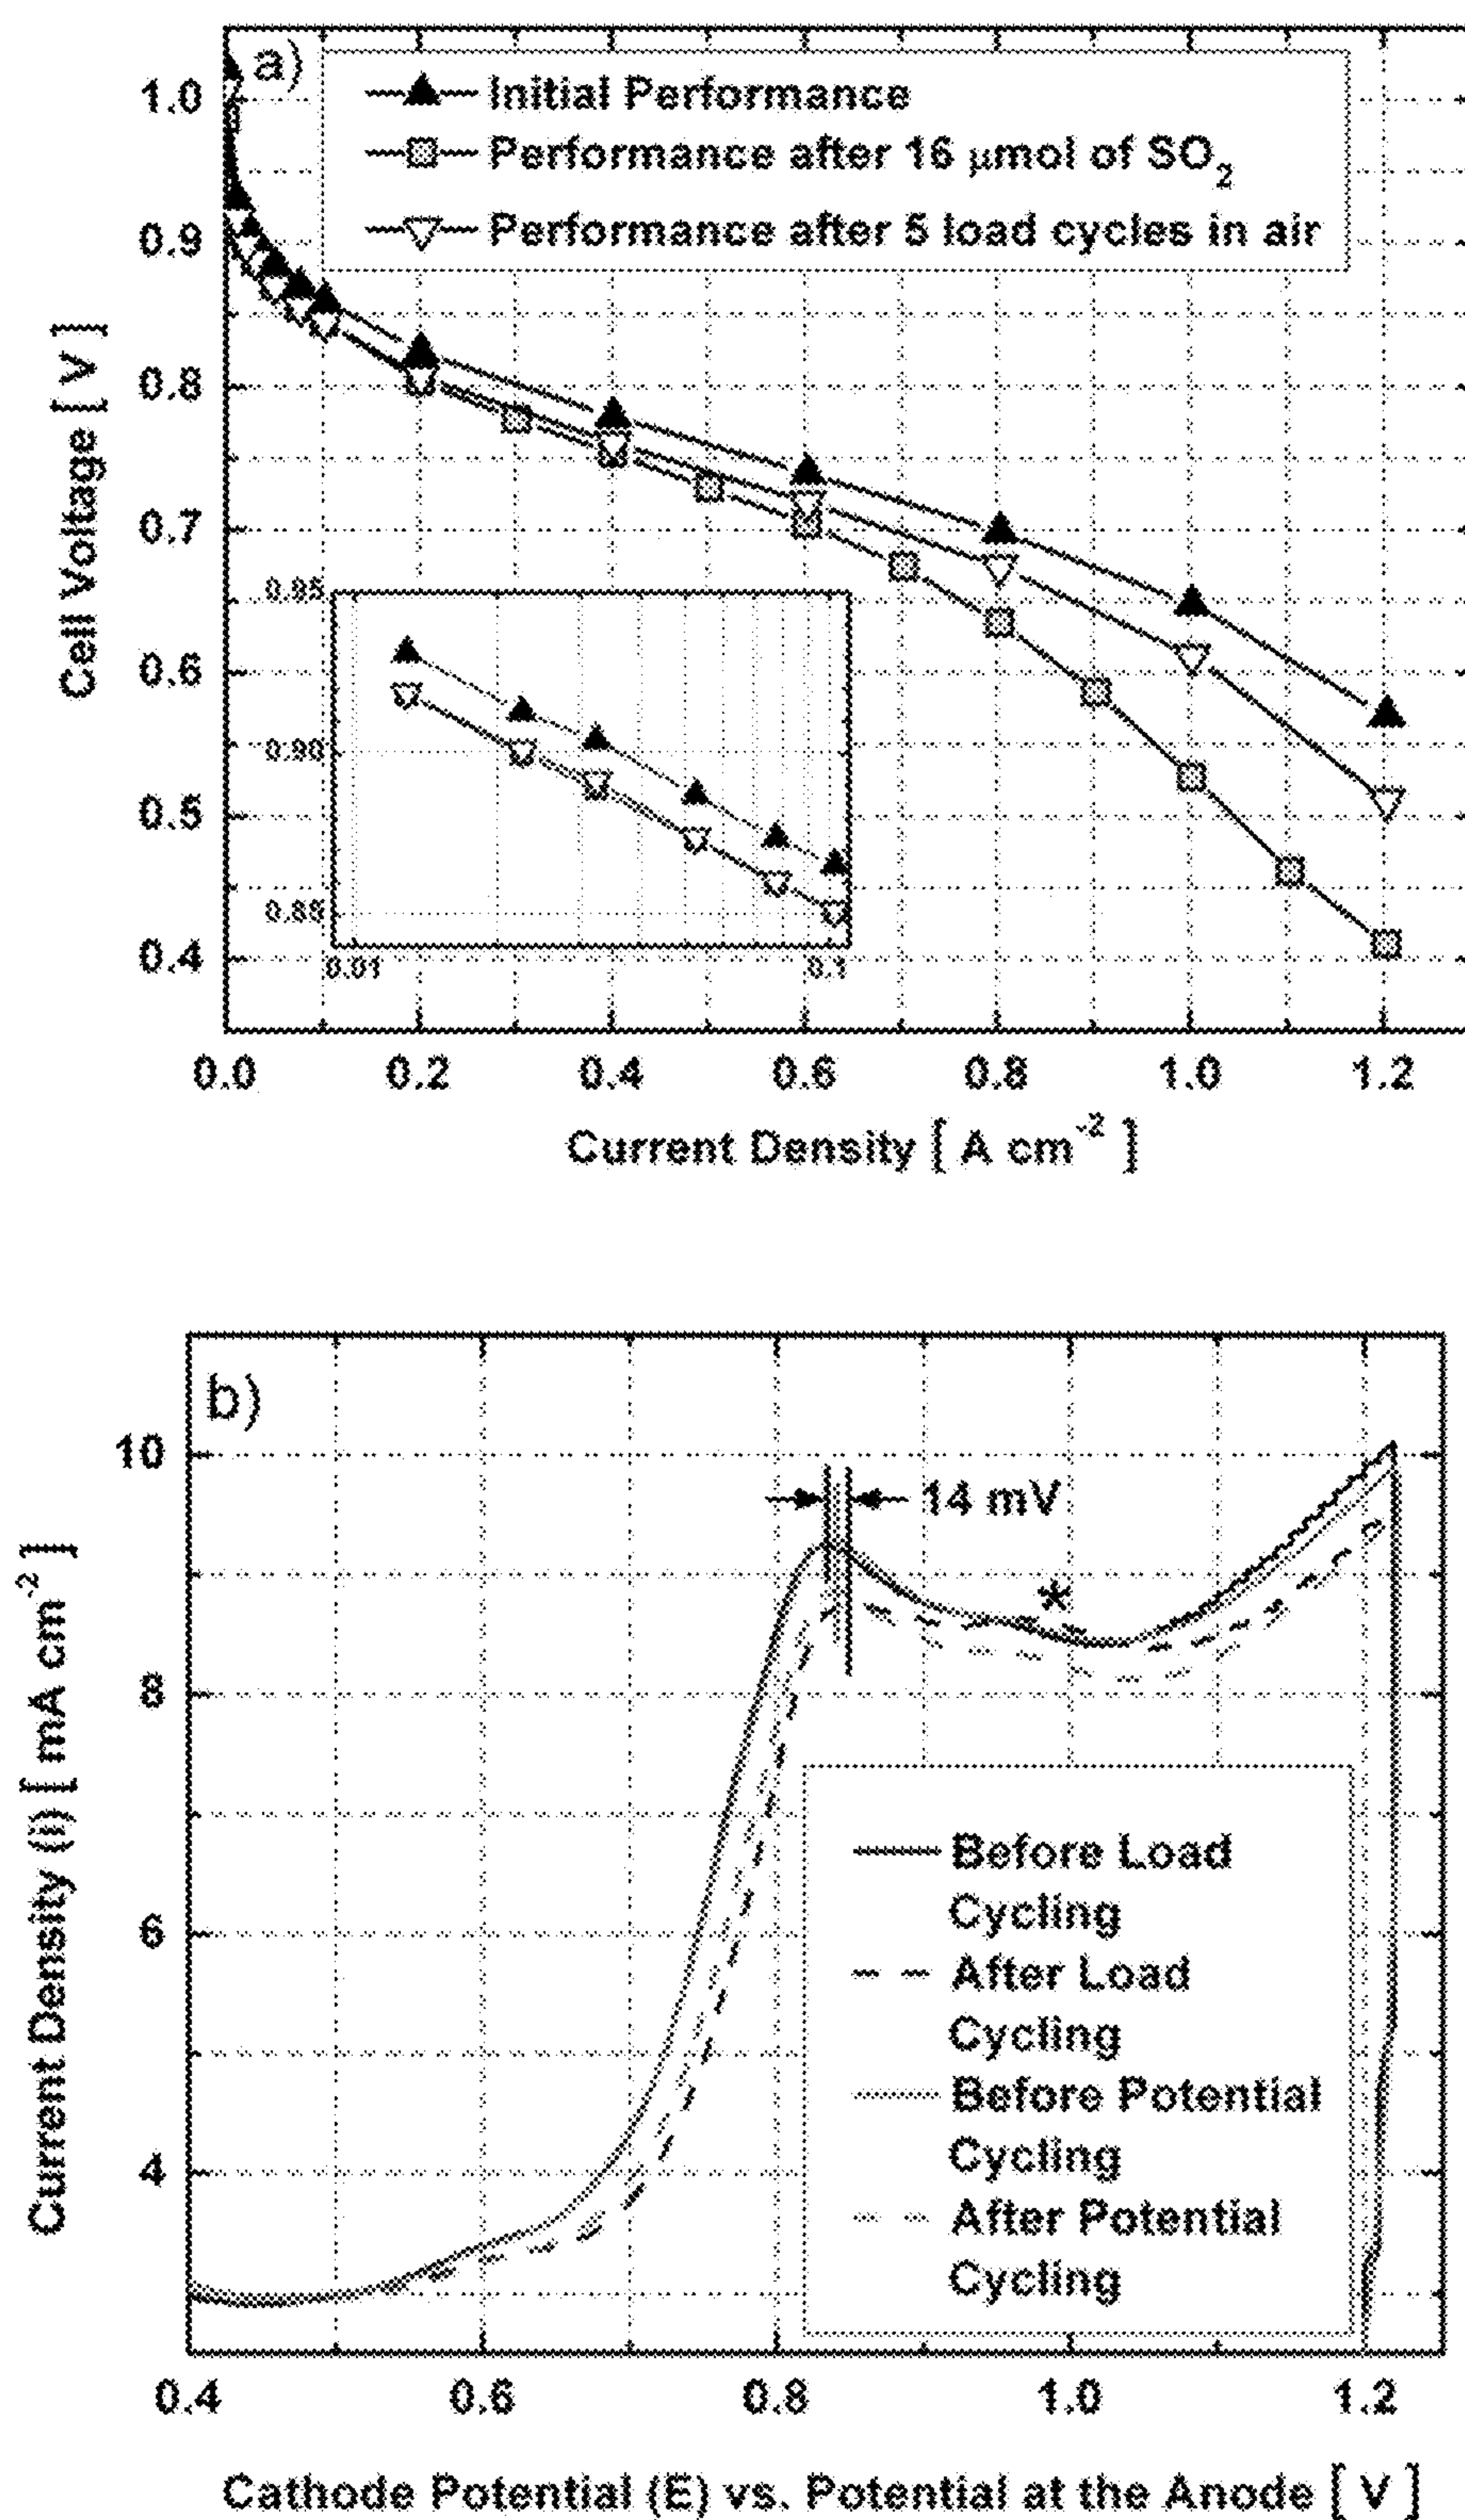 a)
Initial Performance
Performance after 16 μmol of SO2
Performance after 5 load cycles in air
1.0
0.9
0.8
0.7
0.6
0.5
0.4
Cell Voltage [ V ]
0.95
0.90
0.85
0.01 0.1
0.0 0.2 0.4 0.6 0.8 1.0 1.2
Current Density [ A cm-2 ]
b)
10
8
6
4
Current Density (i) [ mA cm-2 ]
14 mV
*
Before Load
Cycling
After Load
Cycling
Before Potential
Cycling
After Potential
Cycling
0.4 0.6 0.8 1.0 1.2
Cathode Potential (E) vs. Potential at the Anode [ V ]